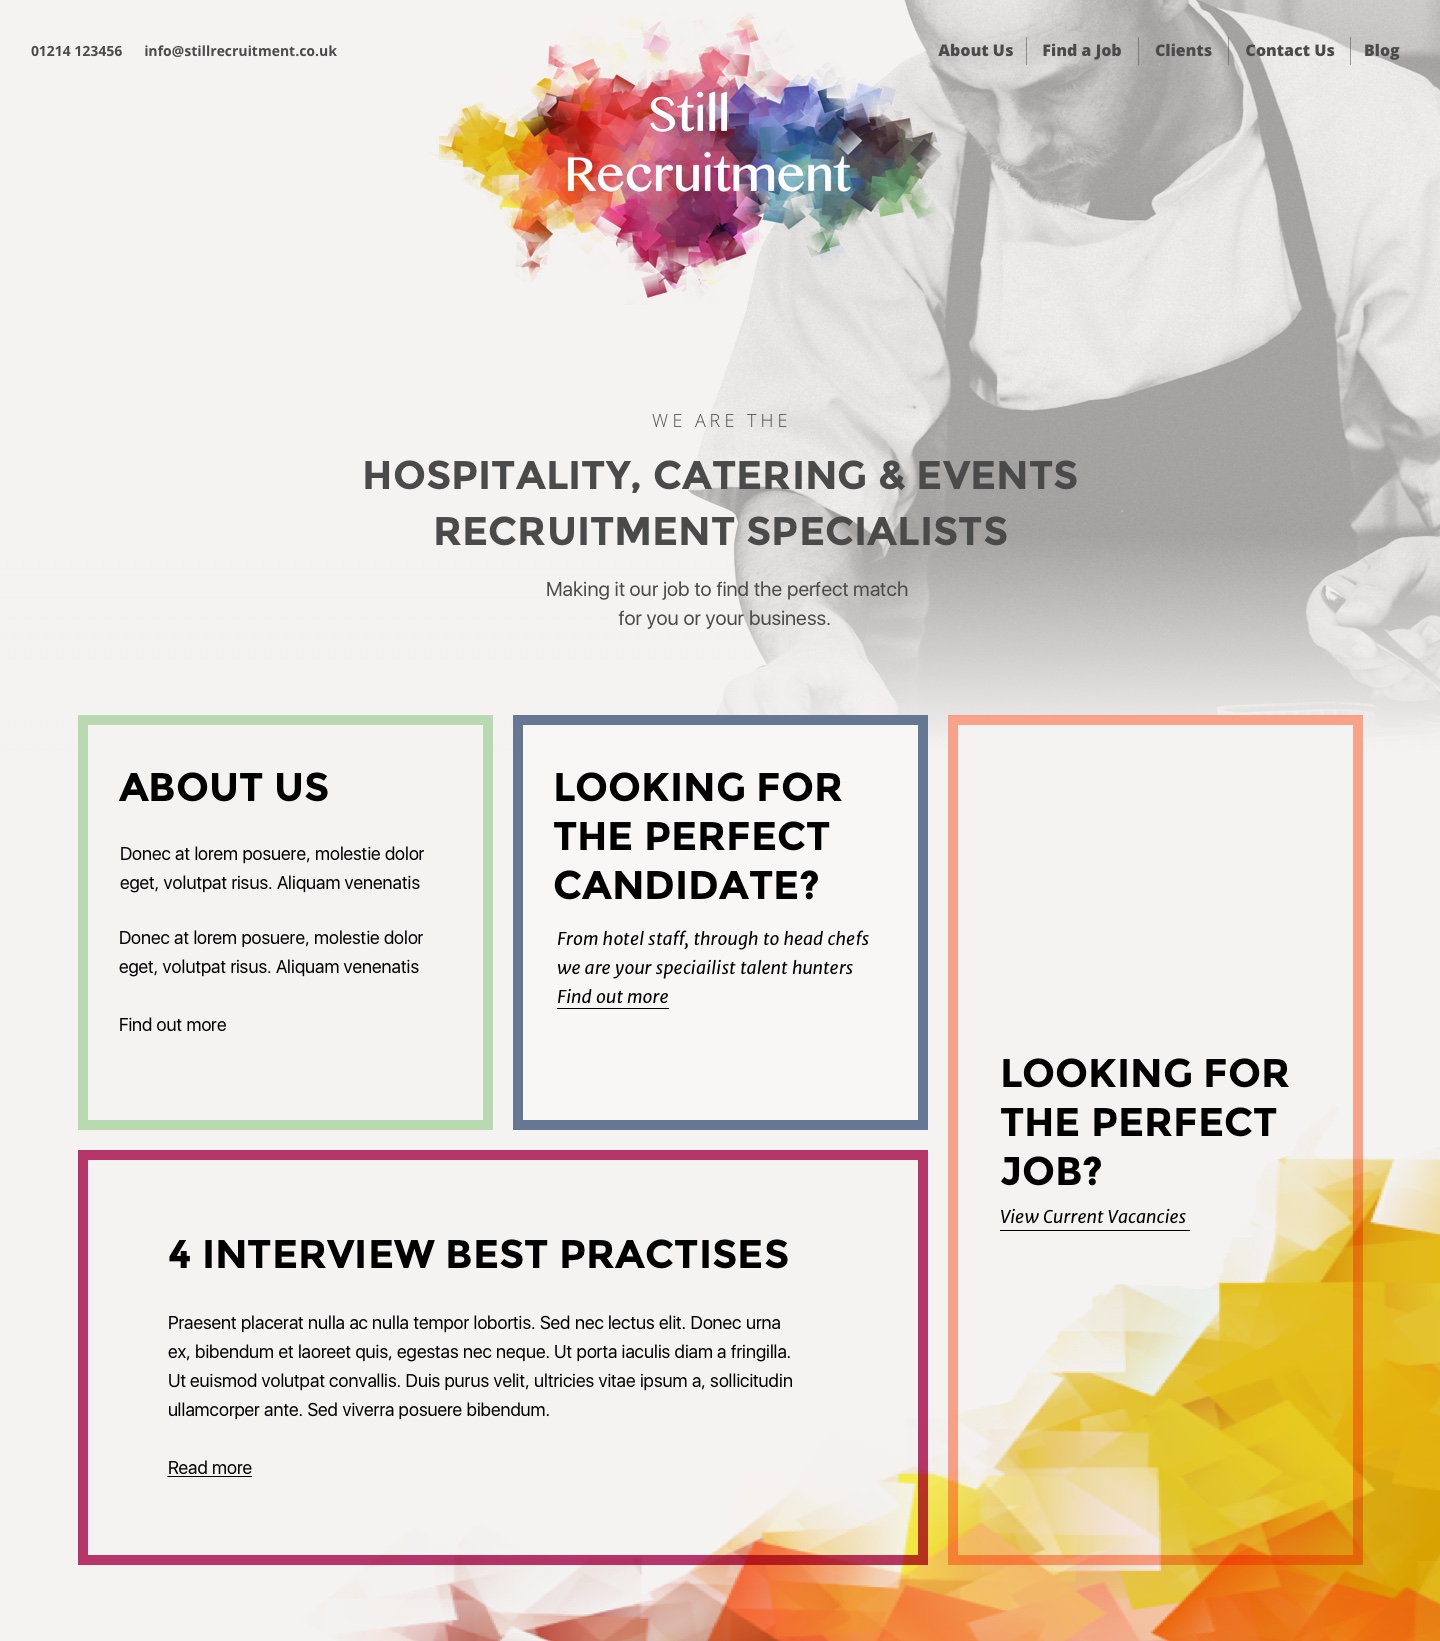 01214 123456 info@stillrecruitment.co.uk
About Us Find a Job Clients Contact Us Blog
Still
Recruitment
WE ARE THE
HOSPITALITY, CATERING & EVENTS
RECRUITMENT SPECIALISTS
Making it our job to find the perfect match
for you or your business.
ABOUT US
Donec at lorem posuere, molestie dolor
eget, volutpat risus. Aliquam venenatis
Donec at lorem posuere, molestie dolor
eget, volutpat risus. Aliquam venenatis
Find out more
LOOKING FOR
THE PERFECT
CANDIDATE?
From hotel staff, through to head chefs
we are your speciailist talent hunters
Find out more
LOOKING FOR
THE PERFECT
JOB?
View Current Vacancies
4 INTERVIEW BEST PRACTISES
Praesent placerat nulla ac nulla tempor lobortis. Sed nec lectus elit. Donec urna
ex, bibendum et laoreet quis, egestas nec neque. Ut porta iaculis diam a fringilla.
Ut euismod volutpat convallis. Duis purus velit, ultricies vitae ipsum a, sollicitudin
ullamcorper ante. Sed viverra posuere bibendum.
Read more